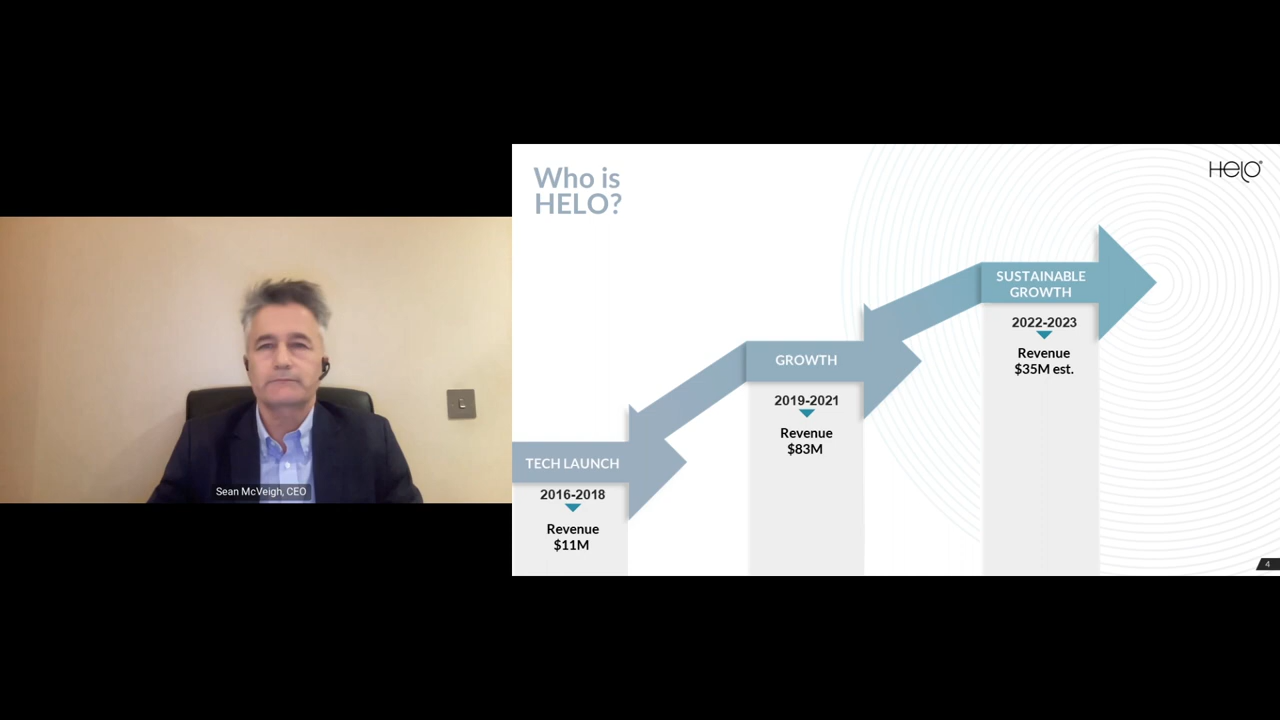 Who is
HELO?
Helo
SUSTAINABLE
GROWTH
2022-2023
Revenue
$35M est.
GROWTH
2019-2021
Revenue
$83M
TECH LAUNCH
2016-2018
Revenue
$11M
Sean McVeigh, CEO
4